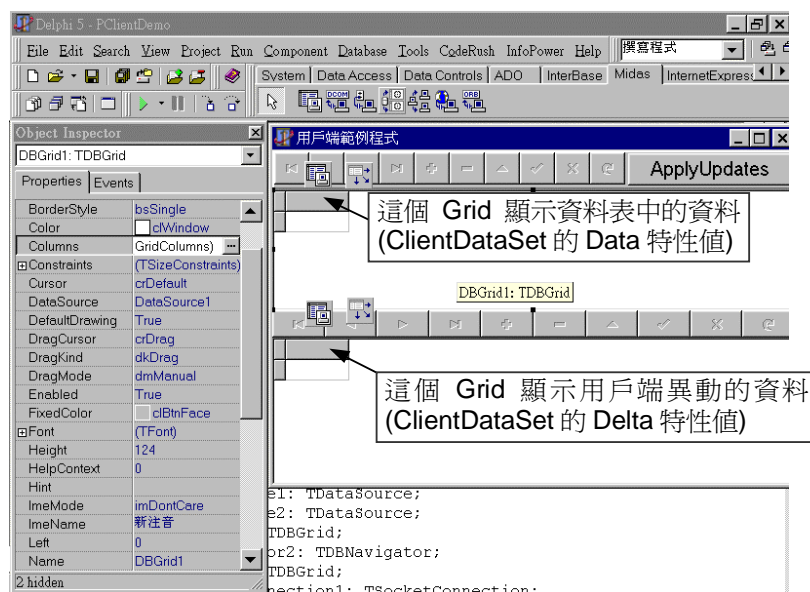 Delphi 5 - PClientDemo
File Edit Search View Project Run Component Database Tools CodeRush InfoPower Help 撰寫程式
System Data Access Data Controls ADO InterBase Midas InternetExpress
Object Inspector
DBGrid1: TDBGrid
Properties Events
BorderStyle bsSingle
Color clWindow
Columns GridColumns)
Constraints (TSizeConstraints)
Cursor crDefault
DataSource DataSource1
DefaultDrawing True
DragCursor crDrag
DragKind dkDrag
DragMode dmManual
Enabled True
FixedColor clBtnFace
Font (TFont)
Height 124
HelpContext 0
Hint
ImeMode imDontCare
ImeName 新注音
Left 0
Name DBGrid1
2 hidden
用戶端範例程式
ApplyUpdates
這個 Grid 顯示資料表中的資料
(ClientDataSet 的 Data 特性值)
DBGrid1: TDBGrid
這個 Grid 顯示用戶端異動的資料
(ClientDataSet 的 Delta 特性值)
e1: TDataSource;
e2: TDataSource;
TDBGrid;
or2: TDBNavigator;
TDBGrid;
nection1: TSocketConnection;